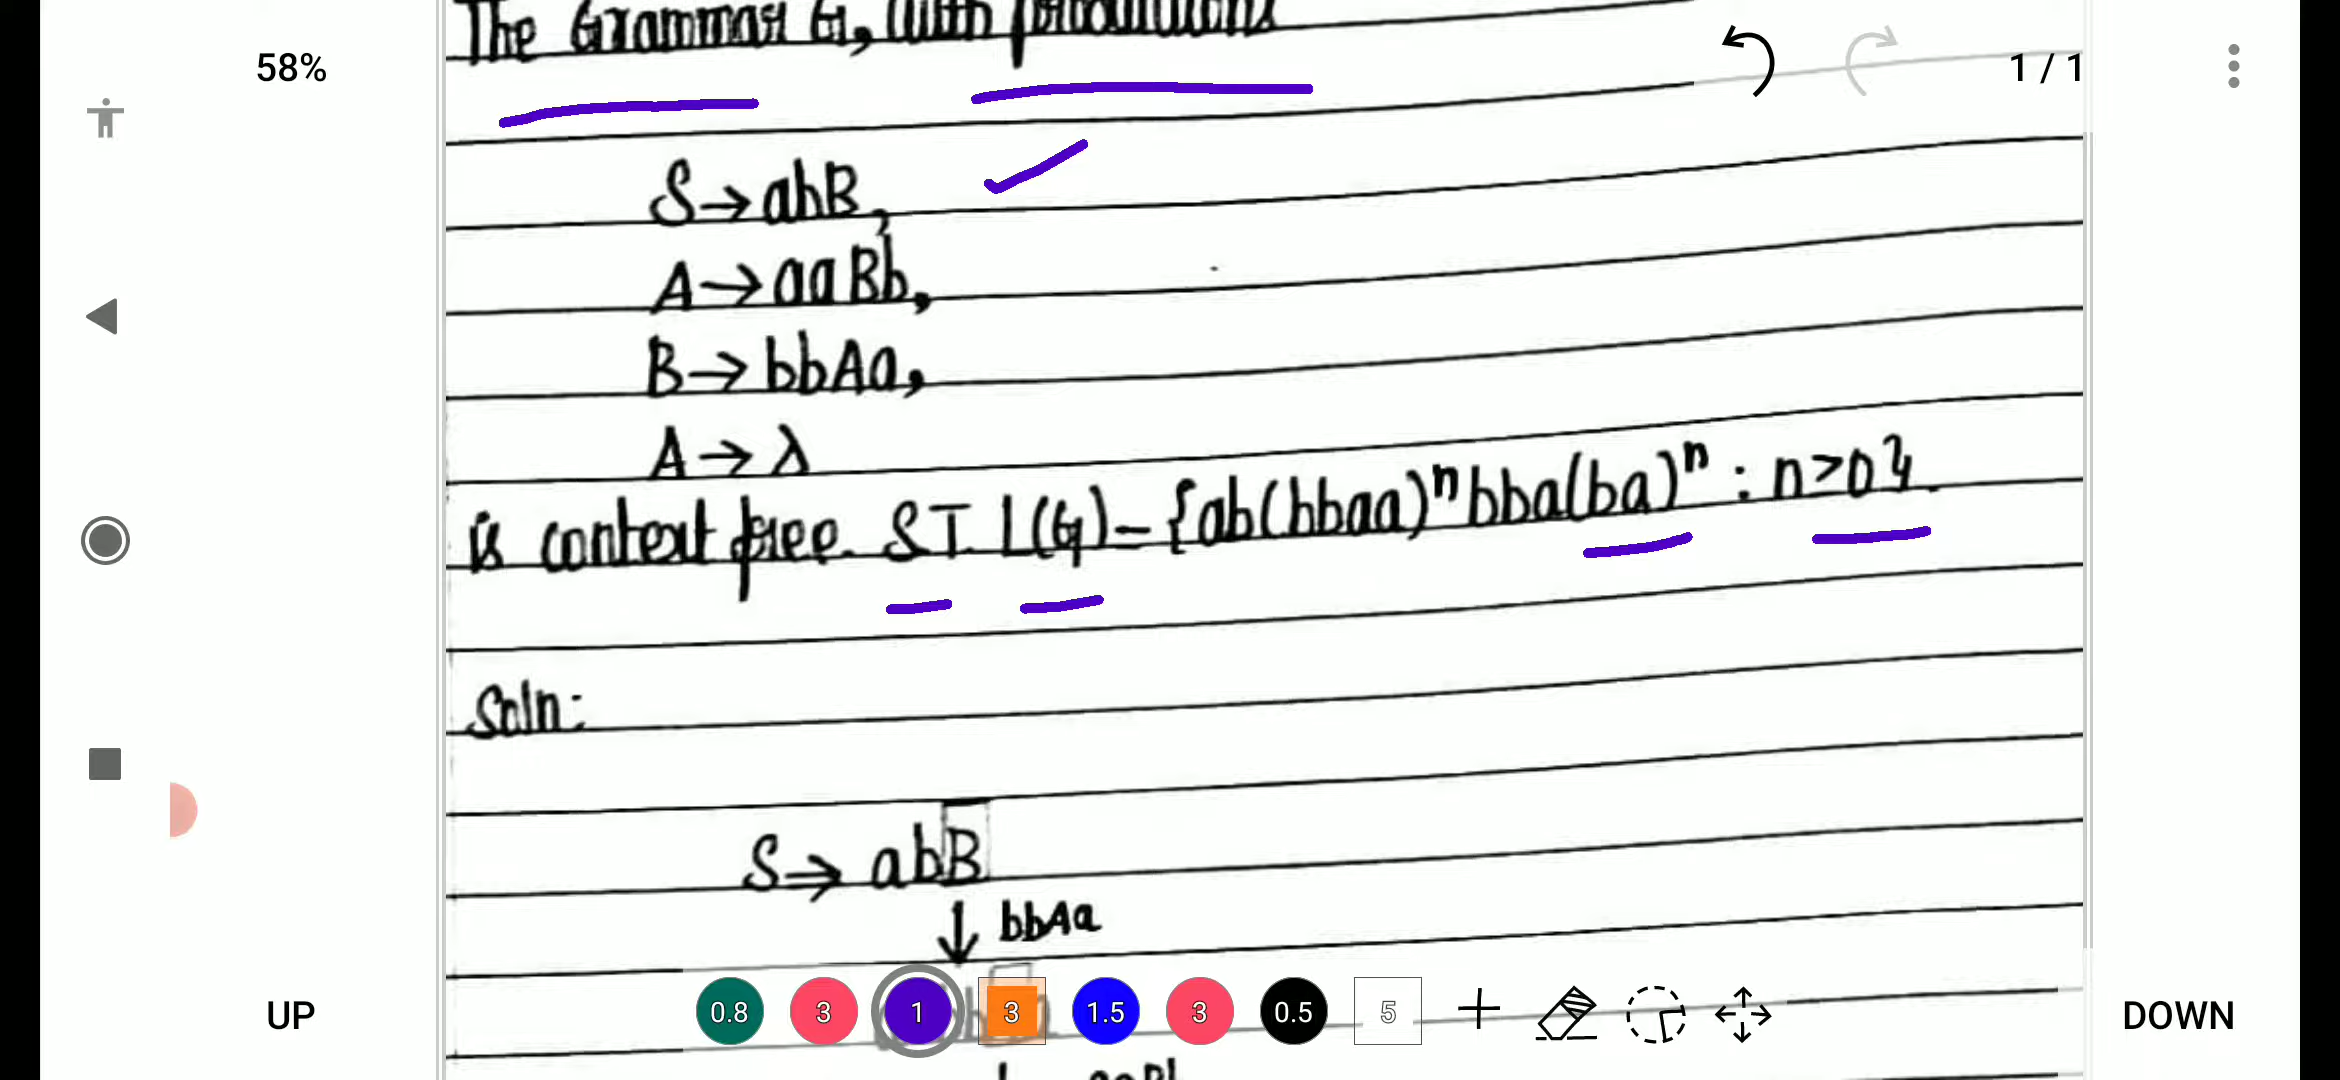 58%
1 / 1
The Grammar G, with productions
S→abB,
A→aaBb,
B→bbAa,
A→λ
is context free. S.T. L(G)={ab(bbaa)ⁿbba(ba)ⁿ : n>0}.
Soln:
S⇒ abB
↓ bbAa
UP
0.8 3 1 3 1.5 3 0.5 5
DOWN